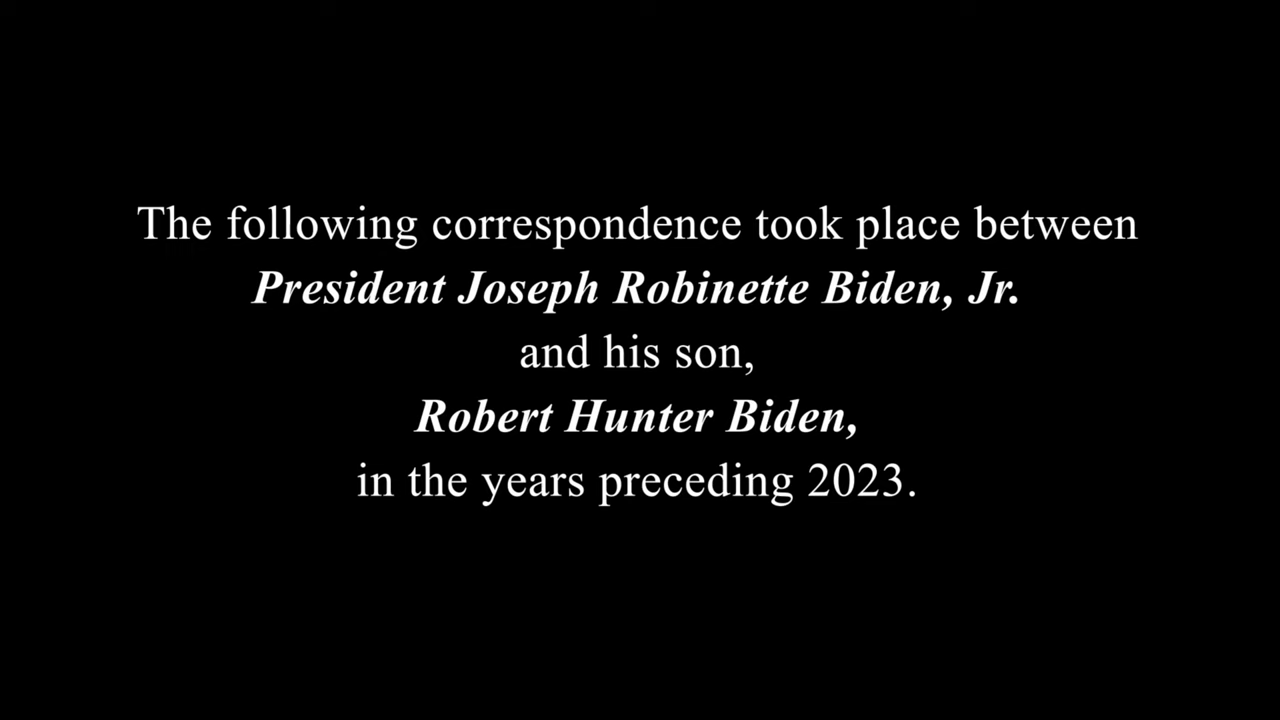 The following correspondence took place between
President Joseph Robinette Biden, Jr.
and his son,
Robert Hunter Biden,
in the years preceding 2023.